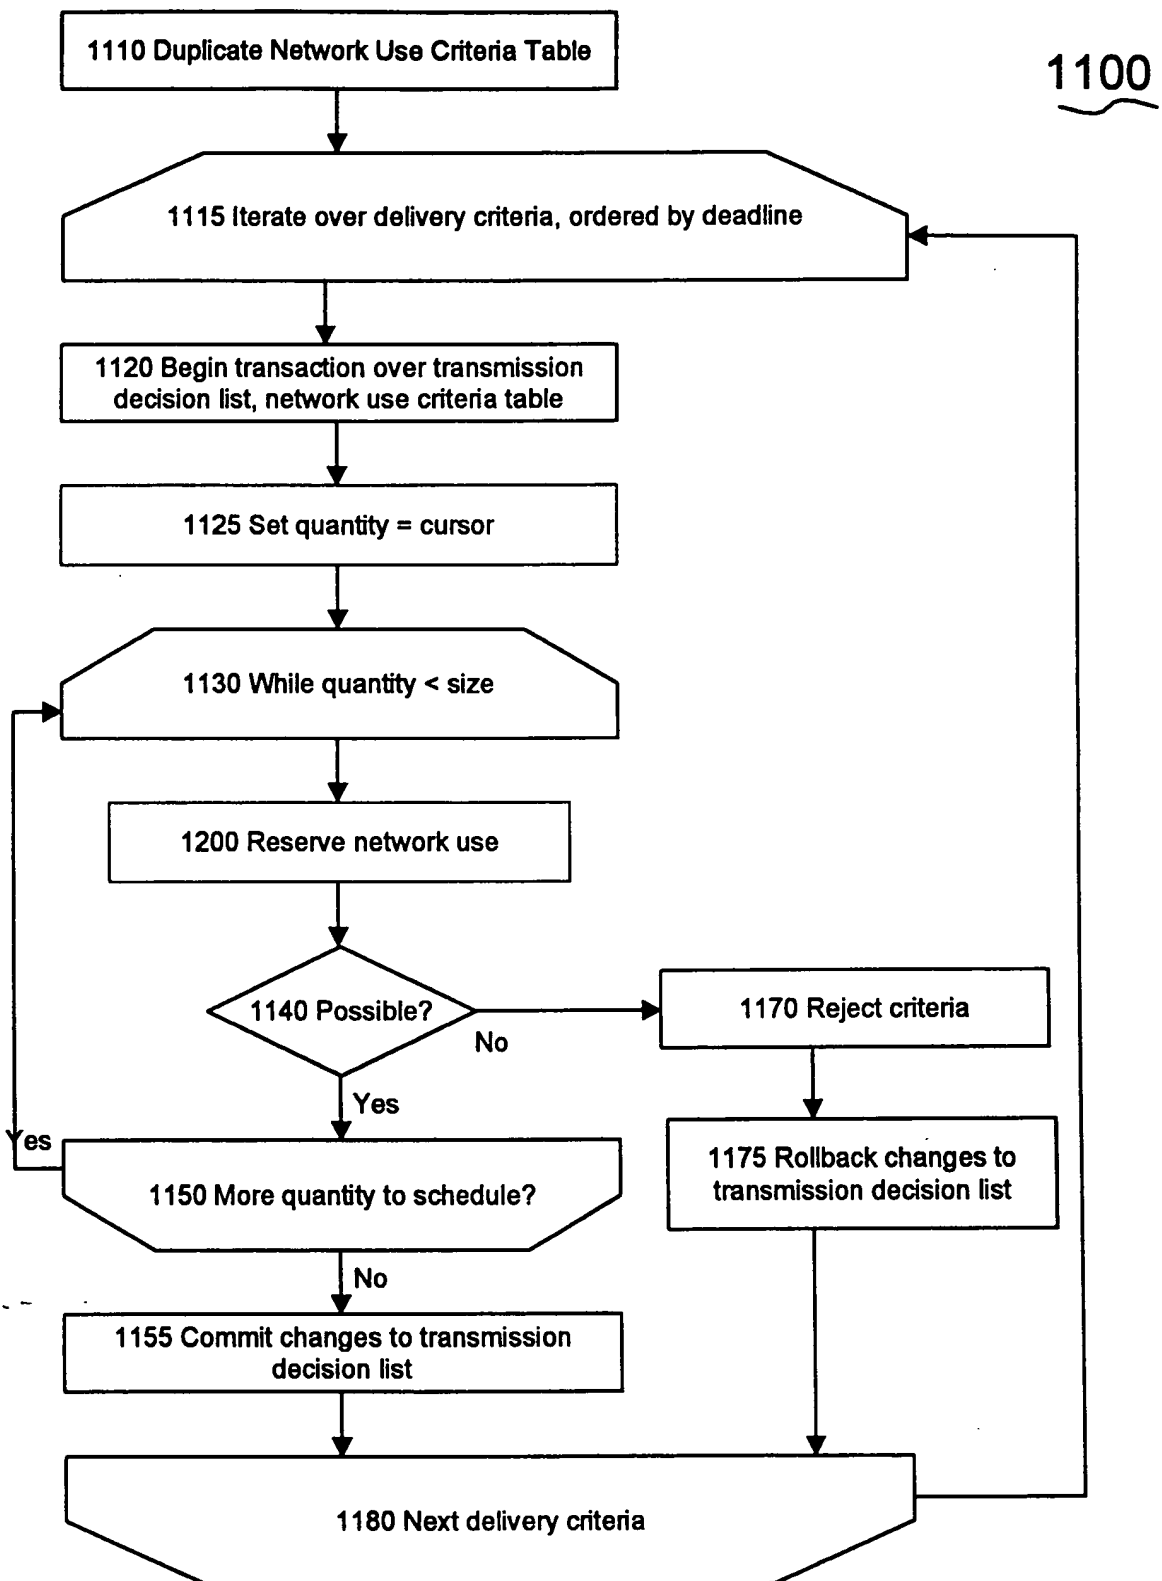 1110 Duplicate Network Use Criteria Table
1100
1115 Iterate over delivery criteria, ordered by deadline
1120 Begin transaction over transmission
decision list, network use criteria table
1125 Set quantity = cursor
1130 While quantity < size
1200 Reserve network use
1140 Possible?
No
1170 Reject criteria
Yes
Yes
1150 More quantity to schedule?
1175 Rollback changes to
transmission decision list
No
1155 Commit changes to transmission
decision list
1180 Next delivery criteria